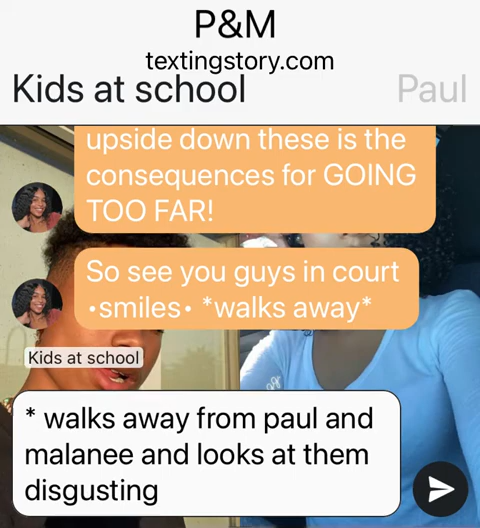 P&M
textingstory.com
Kids at school Paul
upside down these is the
consequences for GOING
TOO FAR!
So see you guys in court
•smiles• *walks away*
Kids at school
* walks away from paul and
malanee and looks at them
disgusting